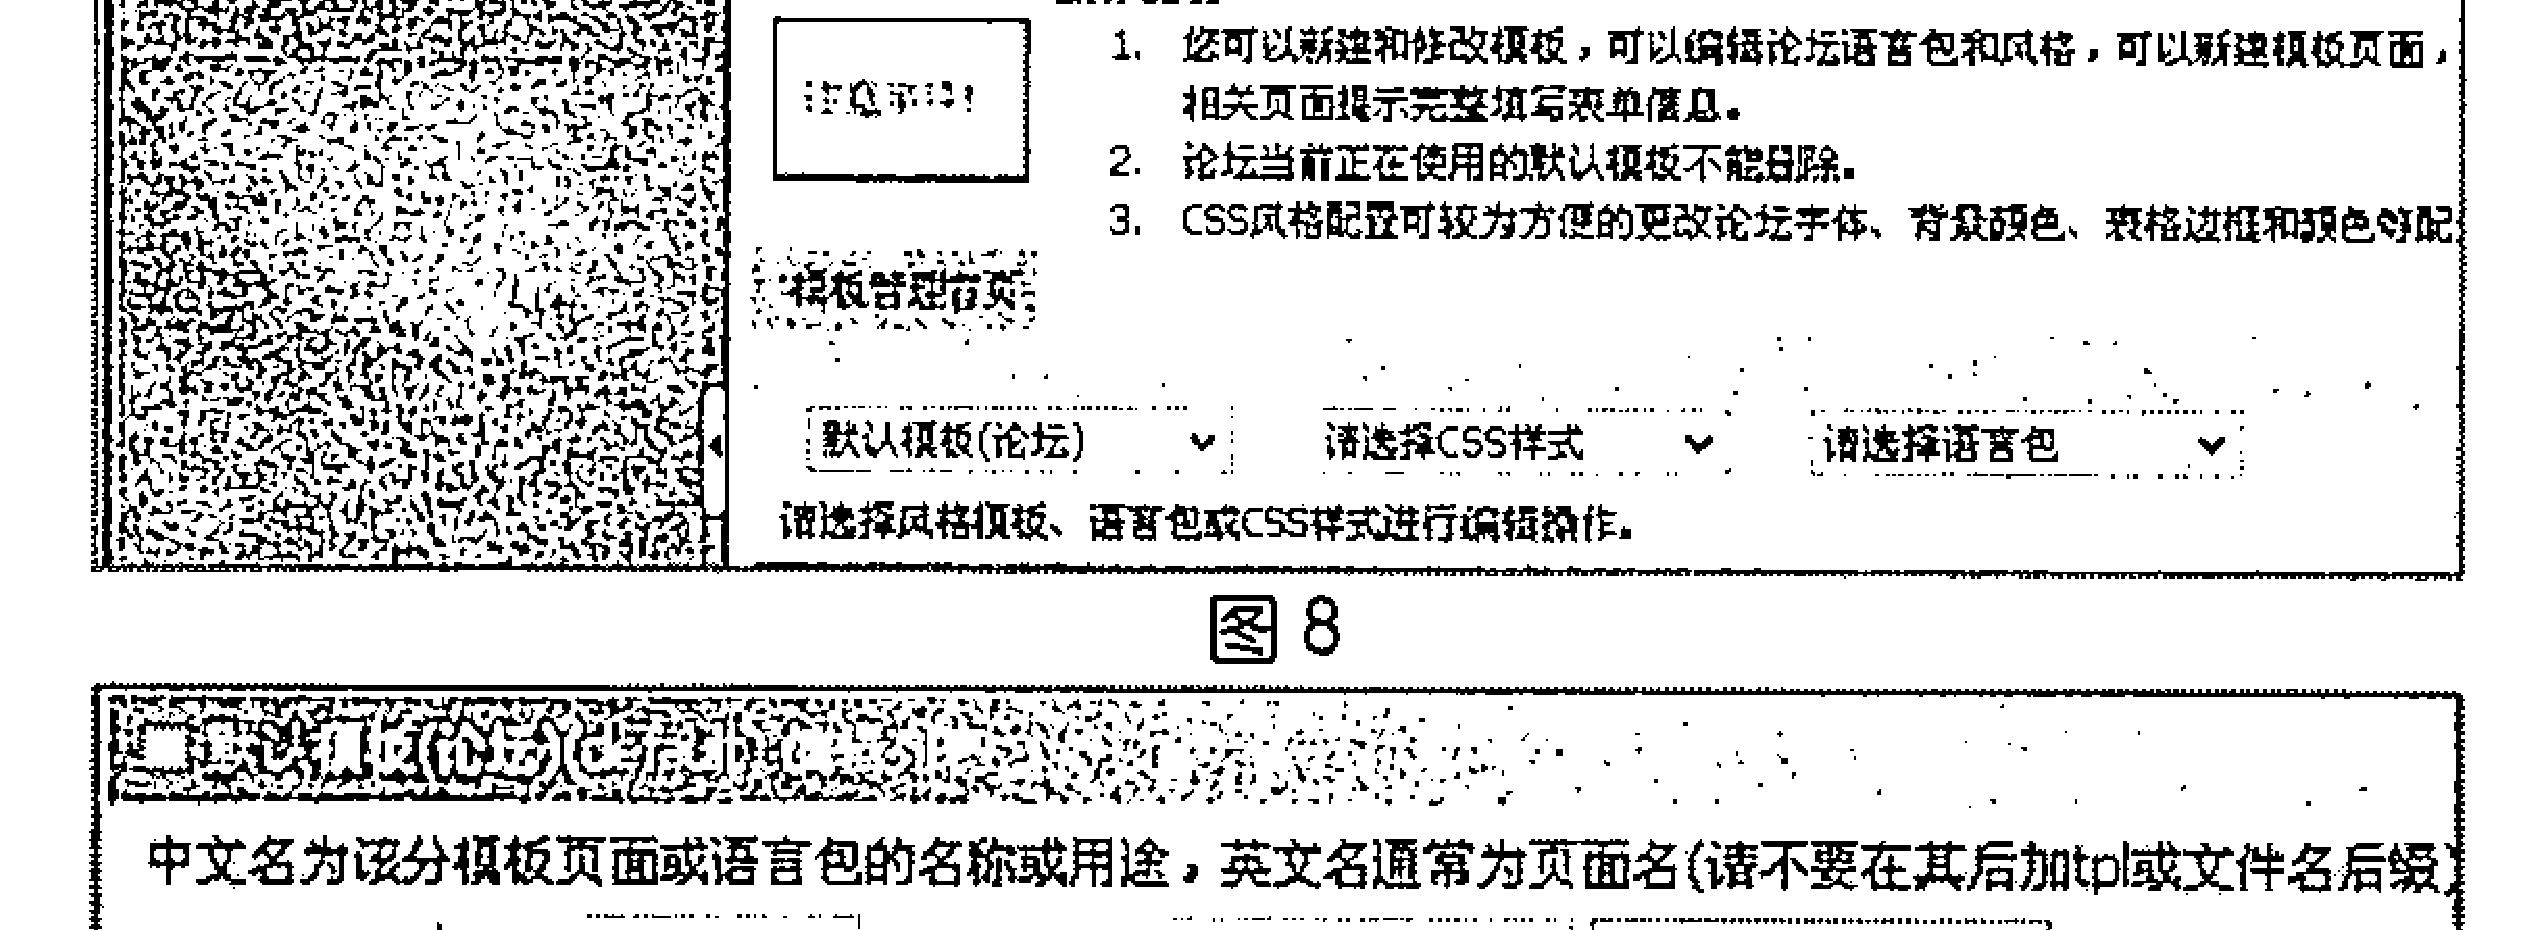 1. 您可以新建和修改模板，可以编辑论坛语言包和风格，可以新建模板页面，
相关页面提示完整填写表单信息。
2. 论坛当前正在使用的默认模板不能删除。
3. CSS风格配置可较为方便的更改论坛字体、背景颜色、表格边框和颜色等配
模板管理首页
默认模板(论坛)
请选择CSS样式
请选择语言包
请选择风格模板、语言包或CSS样式进行编辑操作。
图 8
默认模板(论坛)
中文名为该分模板页面或语言包的名称或用途，英文名通常为页面名(请不要在其后加tpl或文件名后缀)